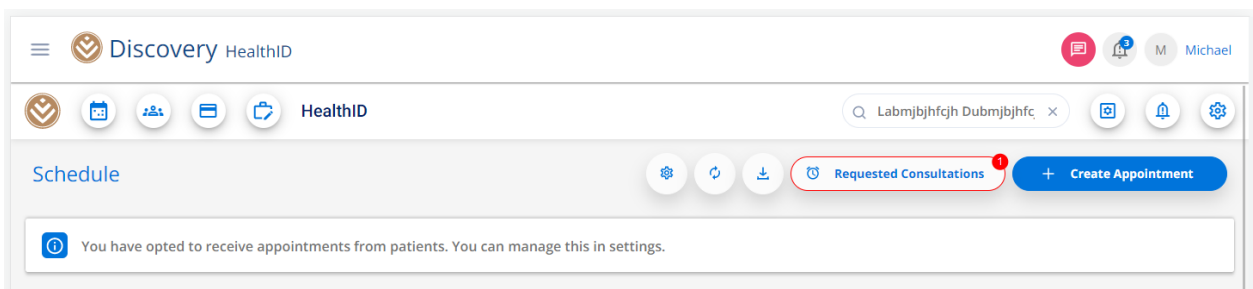 Discovery HealthID
3
M Michael
HealthID
Labmjbjhfcjh Dubmjbjhfc
Schedule
Requested Consultations
1
+ Create Appointment
You have opted to receive appointments from patients. You can manage this in settings.